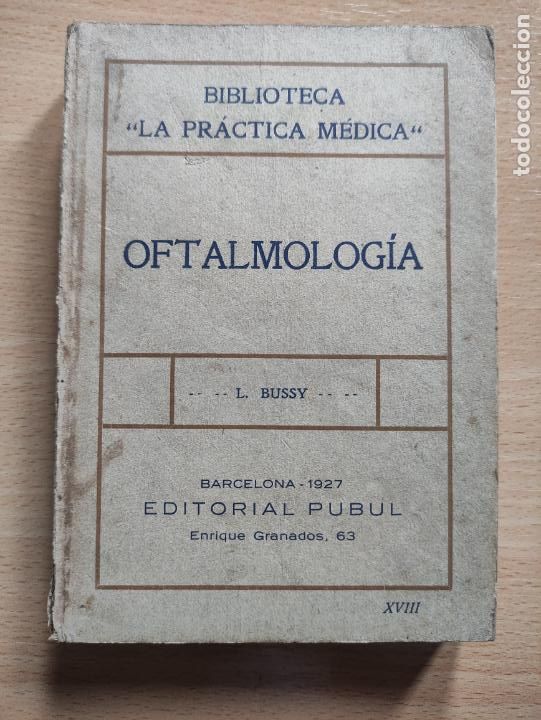 BIBLIOTECA
“LA PRÁCTICA MÉDICA“
OFTALMOLOGÍA
-- -- L. BUSSY -- --
BARCELONA - 1927
EDITORIAL PUBUL
Enrique Granados, 63
XVIII
todocoleccion